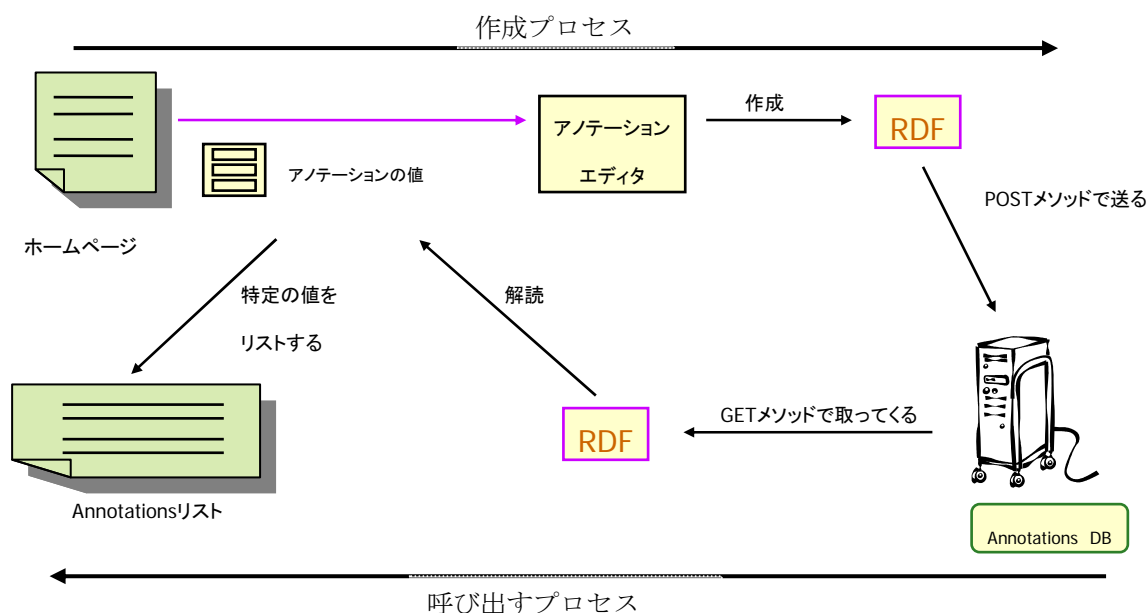 作成プロセス
作成
アノテーション
エディタ
RDF
アノテーションの値
POSTメソッドで送る
ホームページ
特定の値を
リストする
解読
GETメソッドで取ってくる
RDF
Annotationsリスト
Annotations DB
呼び出すプロセス